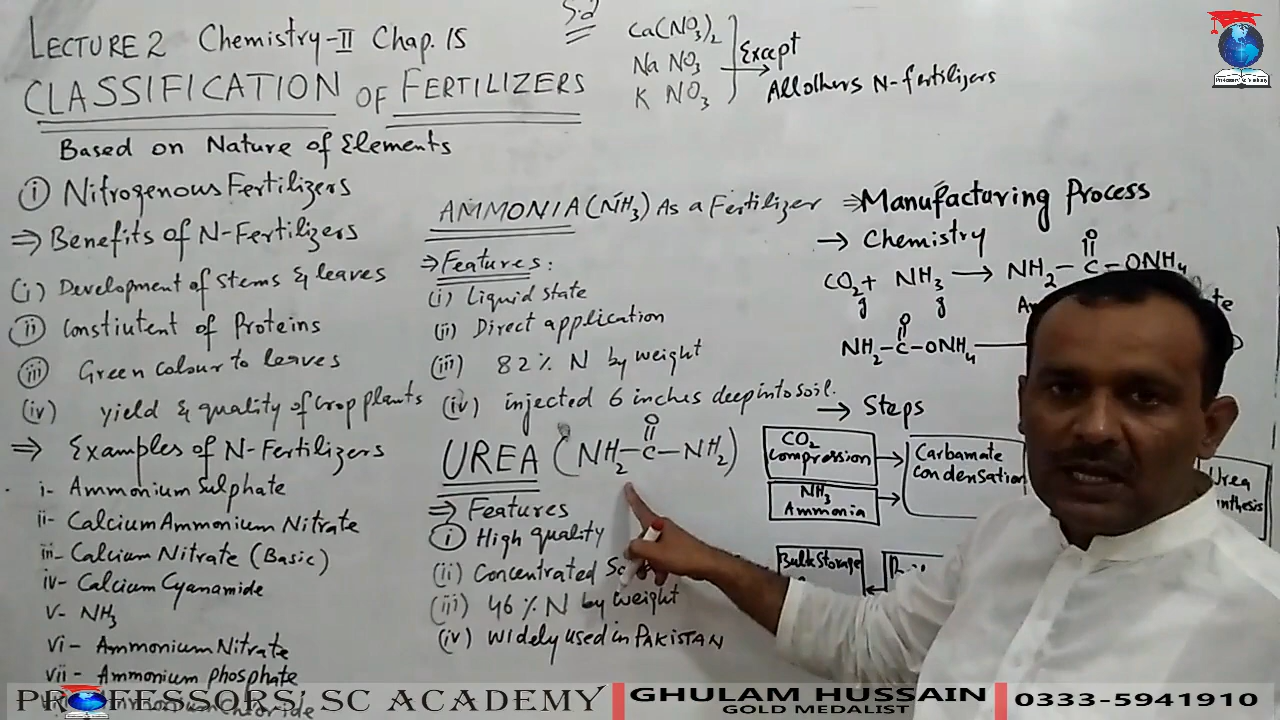 LECTURE 2 Chemistry-II Chap. 15
CLASSIFICATION OF FERTILIZERS
Based on Nature of Elements
(i) Nitrogenous Fertilizers
⇒ Benefits of N-Fertilizers
(i) Development of stems & leaves
(ii) Constiutent of Proteins
(iii) Green colour to leaves
(iv) yield & quality of crop plants
⇒ Examples of N-Fertilizers
i- Ammonium Sulphate
ii- Calcium Ammonium Nitrate
iii- Calcium Nitrate (Basic)
iv- Calcium Cyanamide
v- NH3
vi- Ammonium Nitrate
vii- Ammonium phosphate
Ca(NO3)2
Na NO3
K NO3
Except
All others N-fertilizers
AMMONIA (NH3) As a Fertilizer
⇒ Features:
(i) Liquid state
(ii) Direct application
(iii) 82% N by weight
(iv) injected 6 inches deep into soil.
UREA (NH2-C-NH2)
O
⇒ Features
(i) High quality
(ii) Concentrated
(iii) 46% N by weight
(iv) widely used in PAKISTAN
⇒ Manufacturing Process
→ Chemistry
O
CO2 + NH3 → NH2-C-ONH4
g g
O
NH2-C-ONH4
→ Steps
CO2
compression
NH3
Ammonia
Carbamate
Condensation
Urea
Bulk Storage
PROFESSORS' SC ACADEMY
GHULAM HUSSAIN
GOLD MEDALIST
0333-5941910